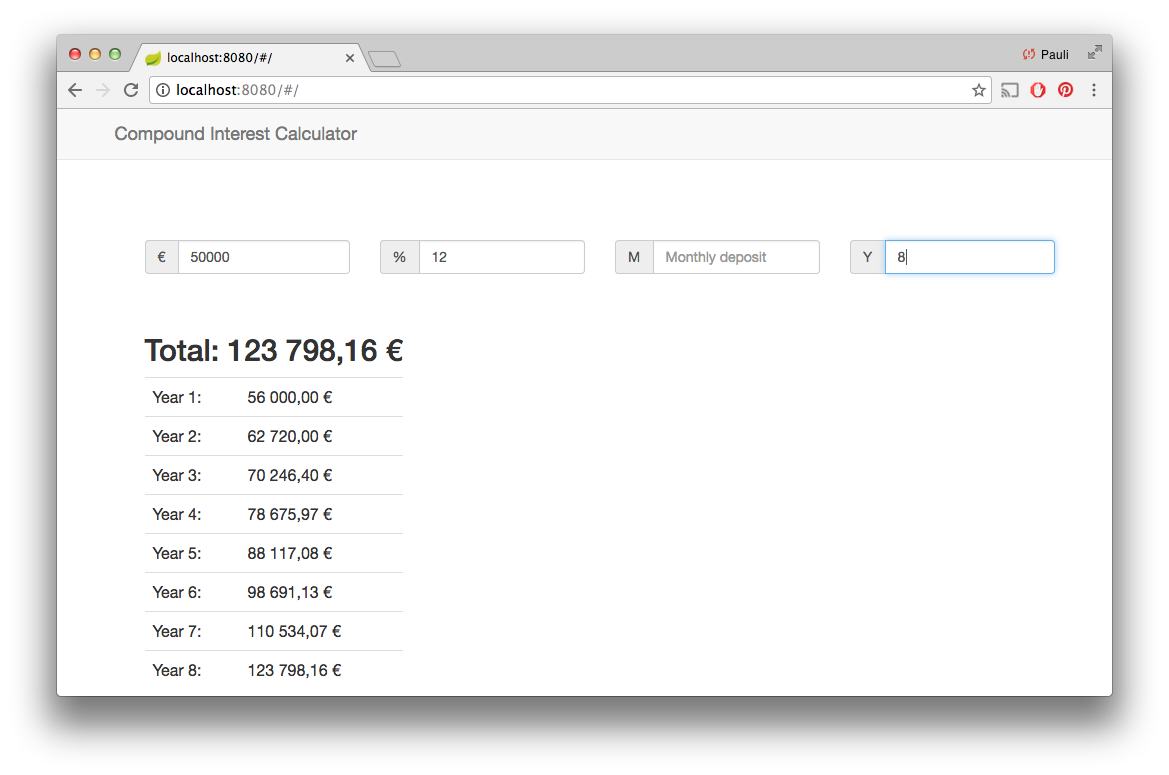 localhost:8080/#/
Pauli
localhost:8080/#/
Compound Interest Calculator
€ 50000 % 12 M Monthly deposit Y 8
Total: 123 798,16 €
Year 1: 56 000,00 €
Year 2: 62 720,00 €
Year 3: 70 246,40 €
Year 4: 78 675,97 €
Year 5: 88 117,08 €
Year 6: 98 691,13 €
Year 7: 110 534,07 €
Year 8: 123 798,16 €